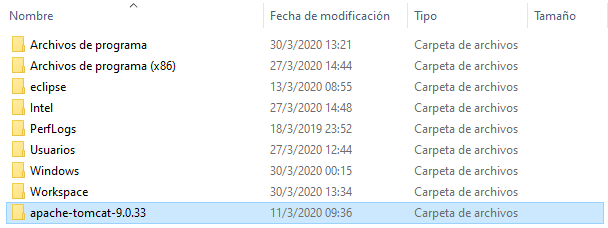 Nombre Fecha de modificación Tipo Tamaño
Archivos de programa 30/3/2020 13:21 Carpeta de archivos
Archivos de programa (x86) 27/3/2020 14:44 Carpeta de archivos
eclipse 13/3/2020 08:55 Carpeta de archivos
Intel 27/3/2020 14:48 Carpeta de archivos
PerfLogs 18/3/2019 23:52 Carpeta de archivos
Usuarios 27/3/2020 12:44 Carpeta de archivos
Windows 30/3/2020 00:15 Carpeta de archivos
Workspace 30/3/2020 13:34 Carpeta de archivos
apache-tomcat-9.0.33 11/3/2020 09:36 Carpeta de archivos